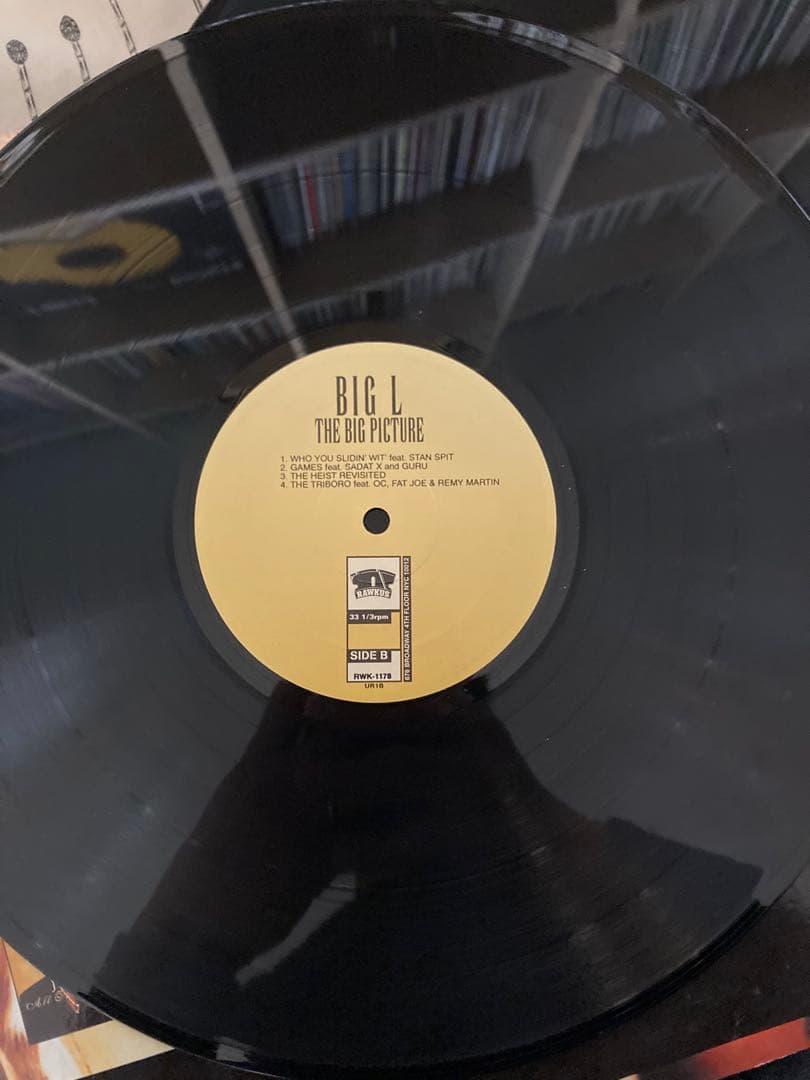 BIG L
THE BIG PICTURE
1. WHO YOU SLIDIN' WIT' feat. STAN SPIT
2. GAMES feat. SADAT X and GURU
3. THE HEIST REVISITED
4. THE TRIBORO feat. OC, FAT JOE & REMY MARTIN
RAWKUS
33 1/3rpm
SIDE B
RWK-1178
UR1B
676 BROADWAY 4TH FLOOR NYC 10012